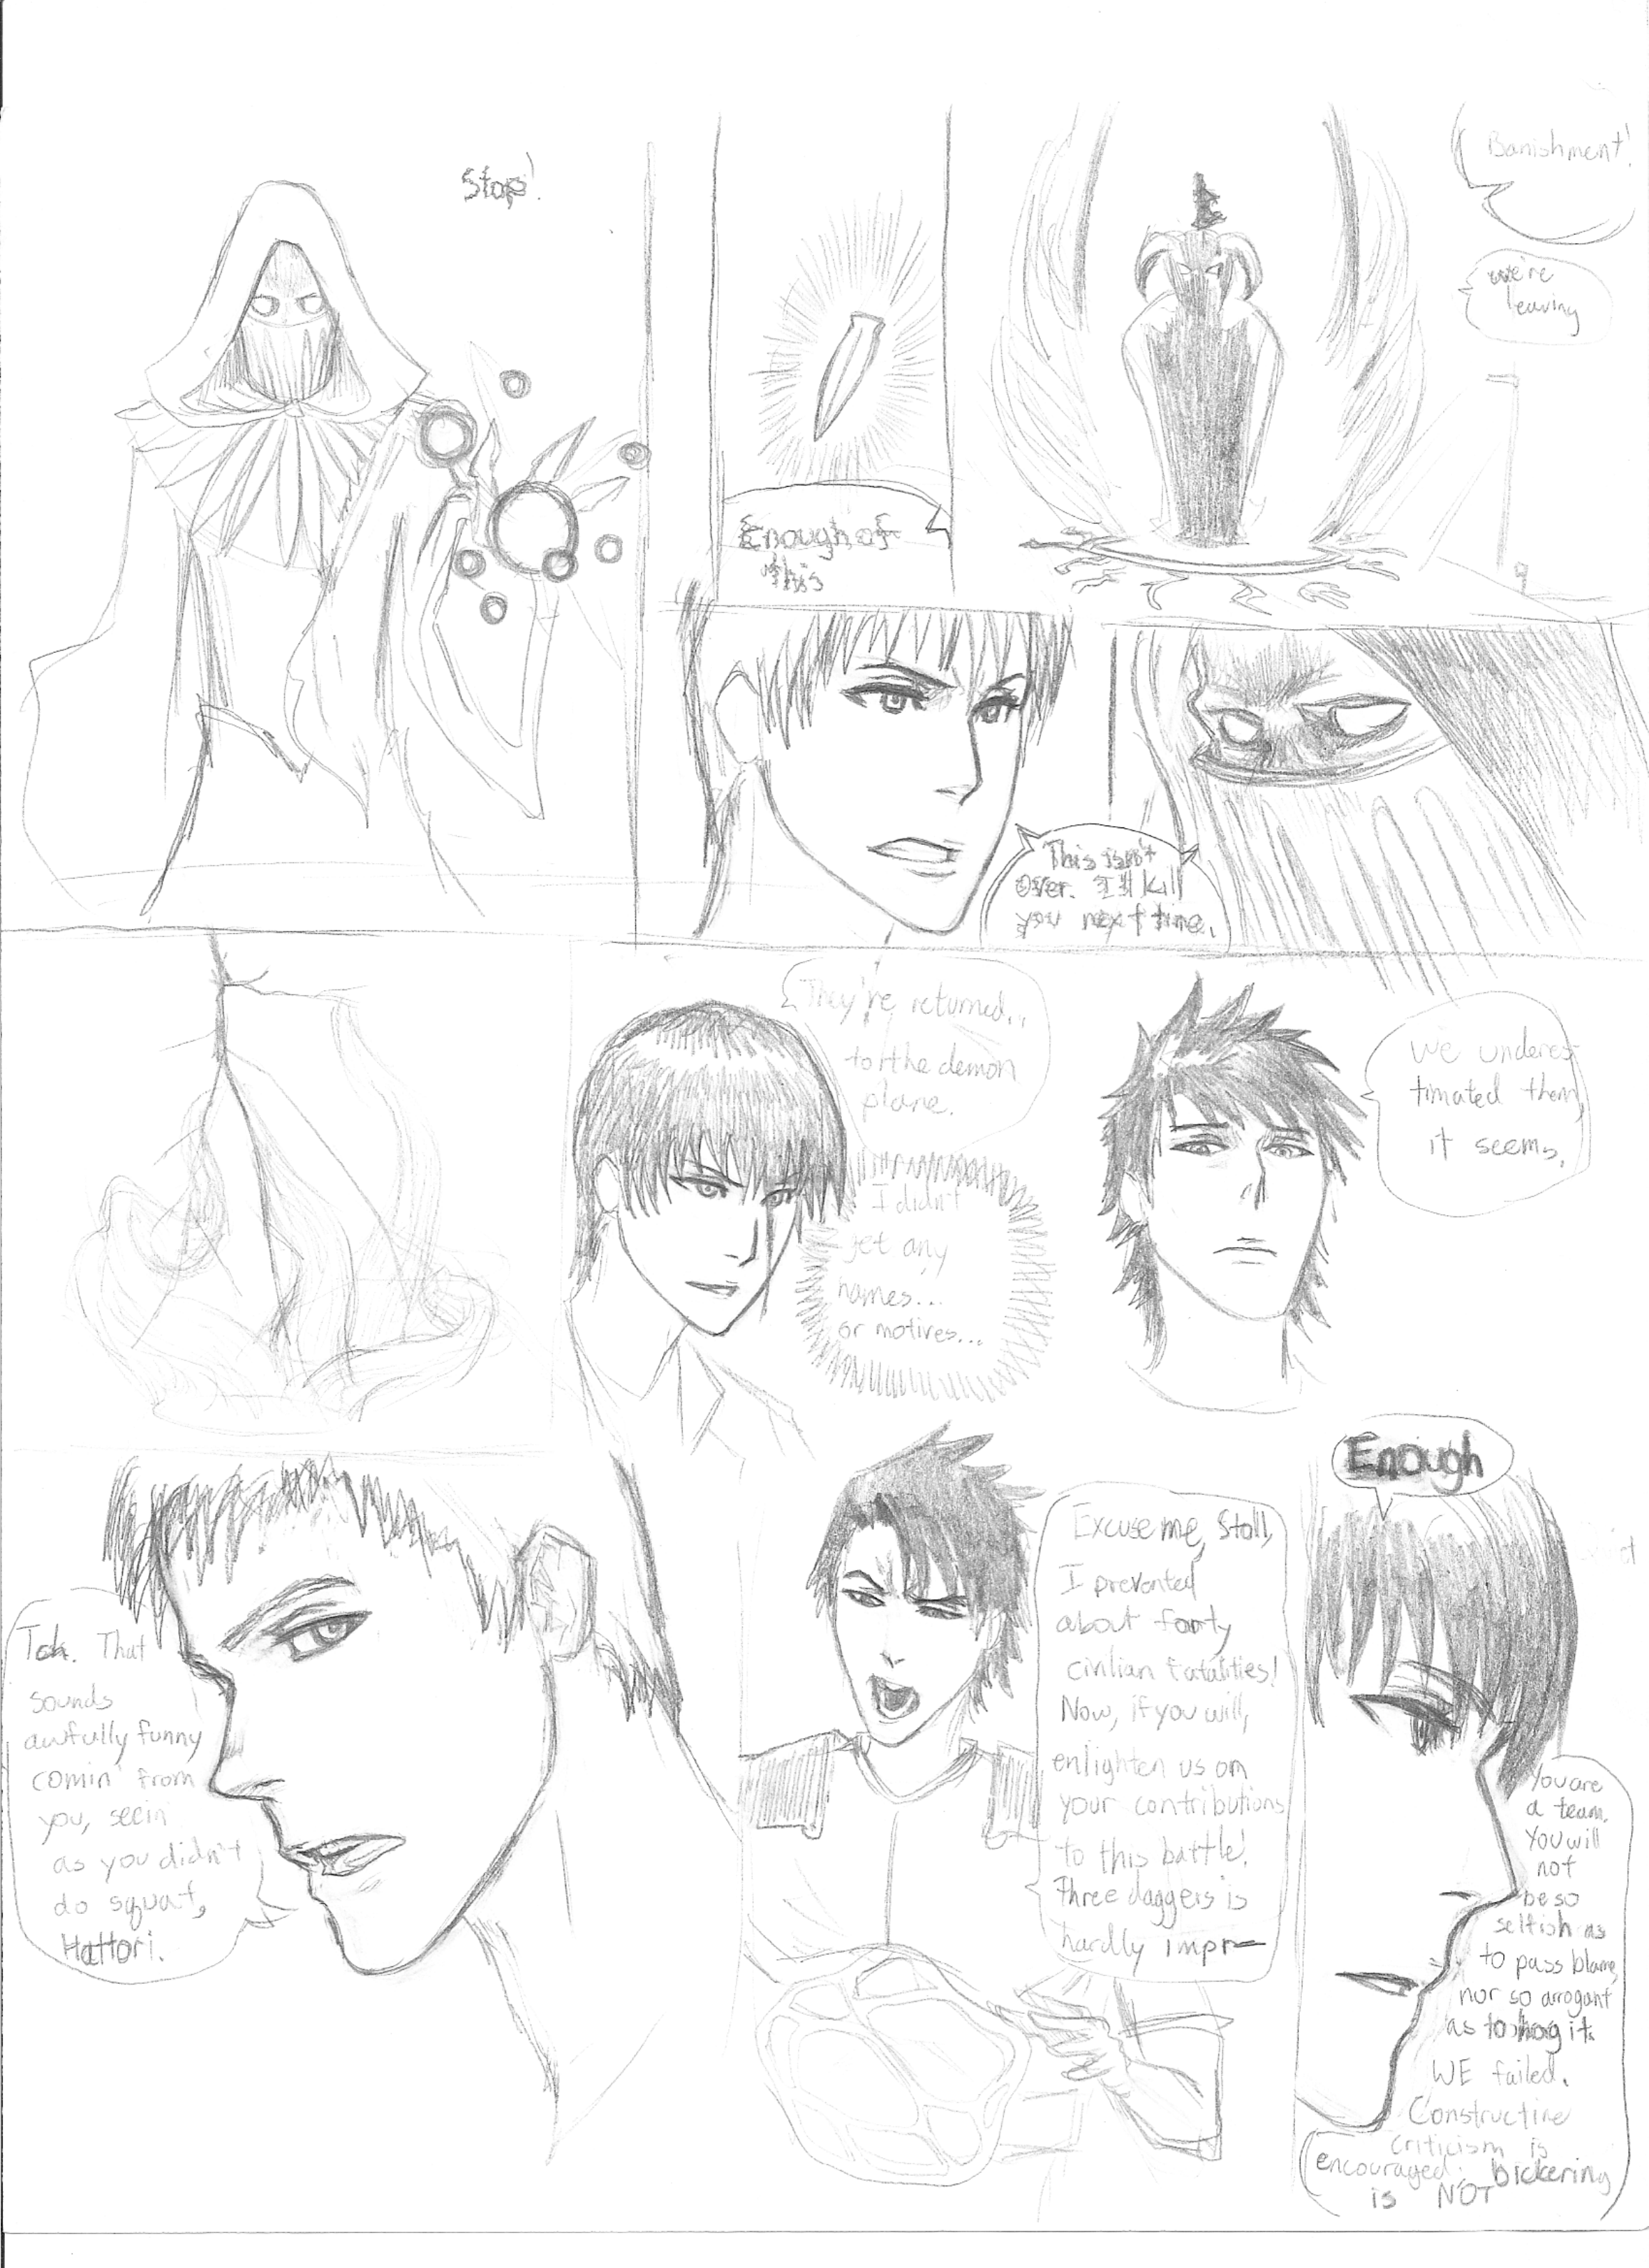 Stop!
Enough of
this
Banishment!
we're
leaving
This isn't
over. I'll kill
you next time.
They're returned..
to the demon
plane.
I didn't
get any
names...
or motives...
We underes-
timated them,
it seems.
Tch. That
sounds
awfully funny
comin' from
you, seein'
as you didn't
do squat,
Hattori.
Excuse me, Stoll,
I prevented
about forty
civilian fatalities!
Now, if you will,
enlighten us on
your contributions
to this battle!
Three daggers is
hardly impr—
Enough
You are
a team.
You will
not
be so
selfish as
to pass blame,
nor so arrogant
as to hog it.
WE failed.
Constructive
criticism is
encouraged; bickering
is NOT